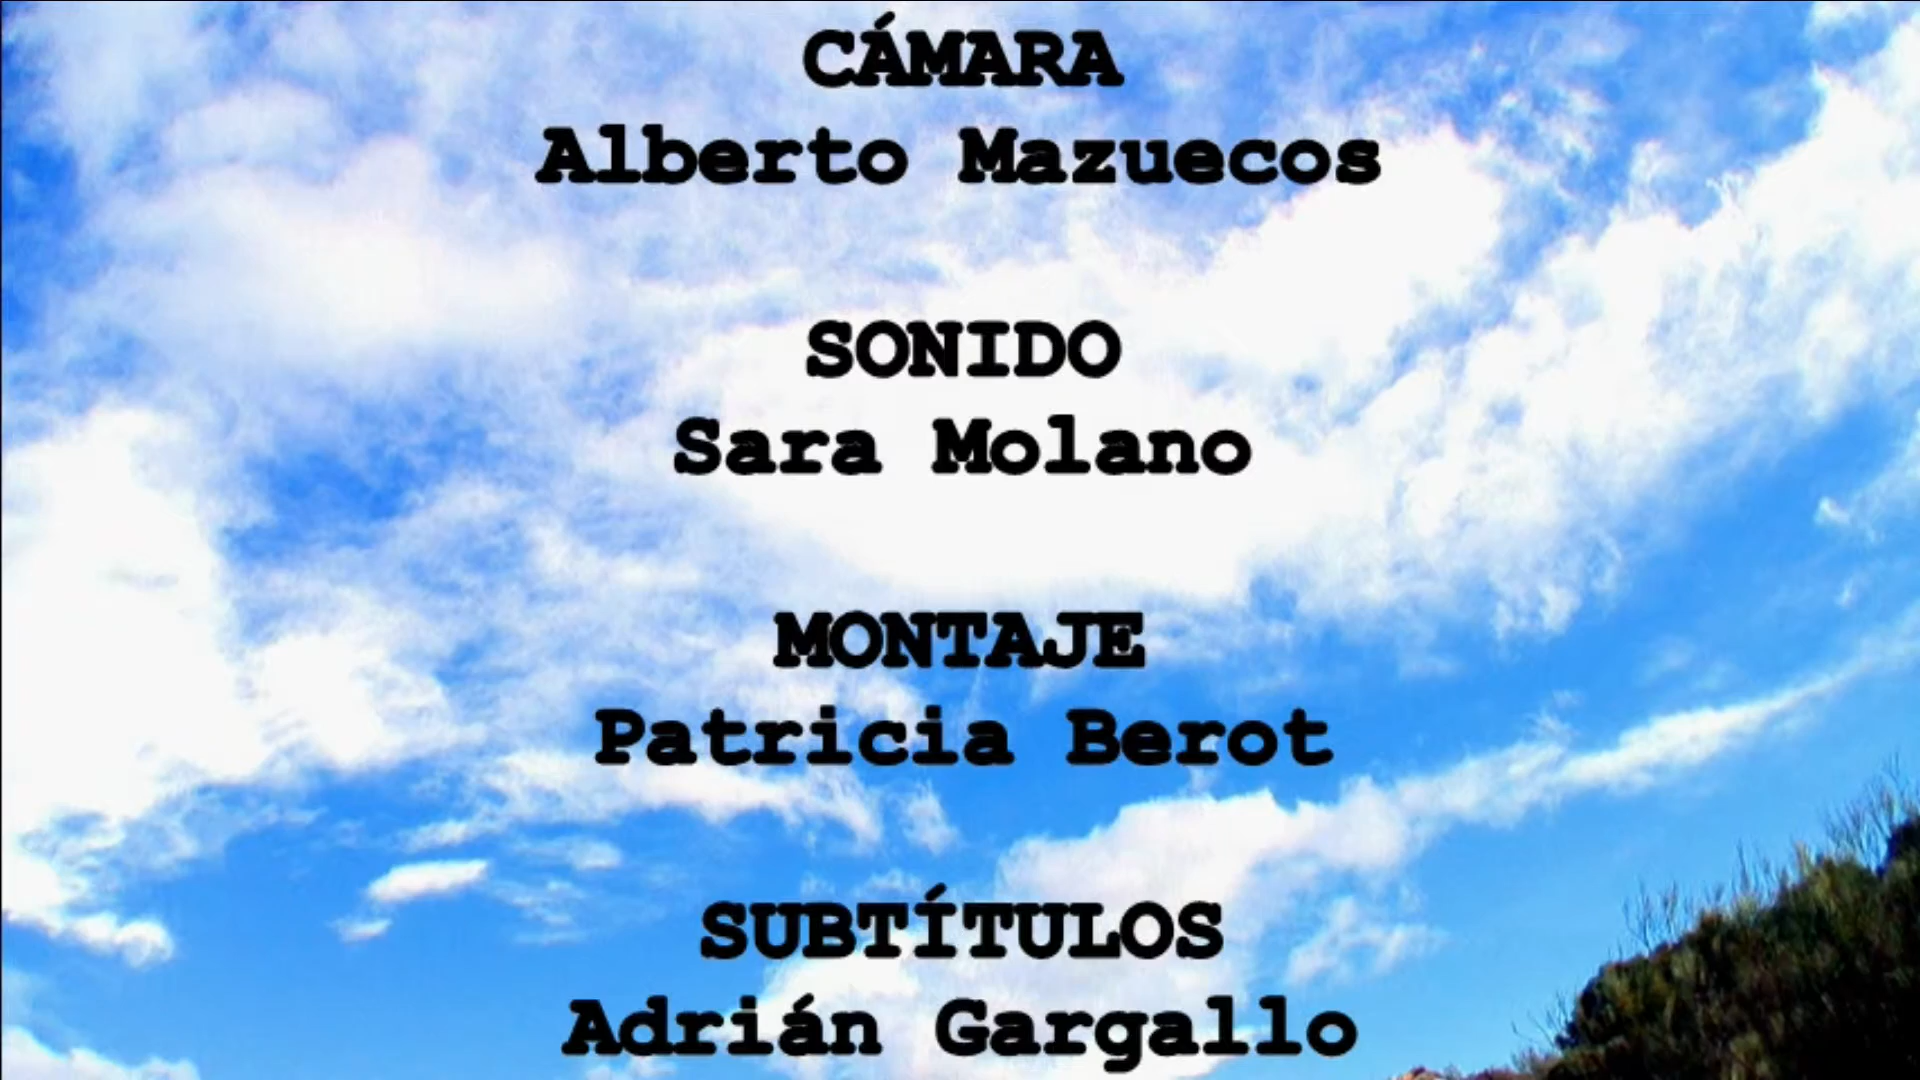 CÁMARA
Alberto Mazuecos
SONIDO
Sara Molano
MONTAJE
Patricia Berot
SUBTÍTULOS
Adrián Gargallo